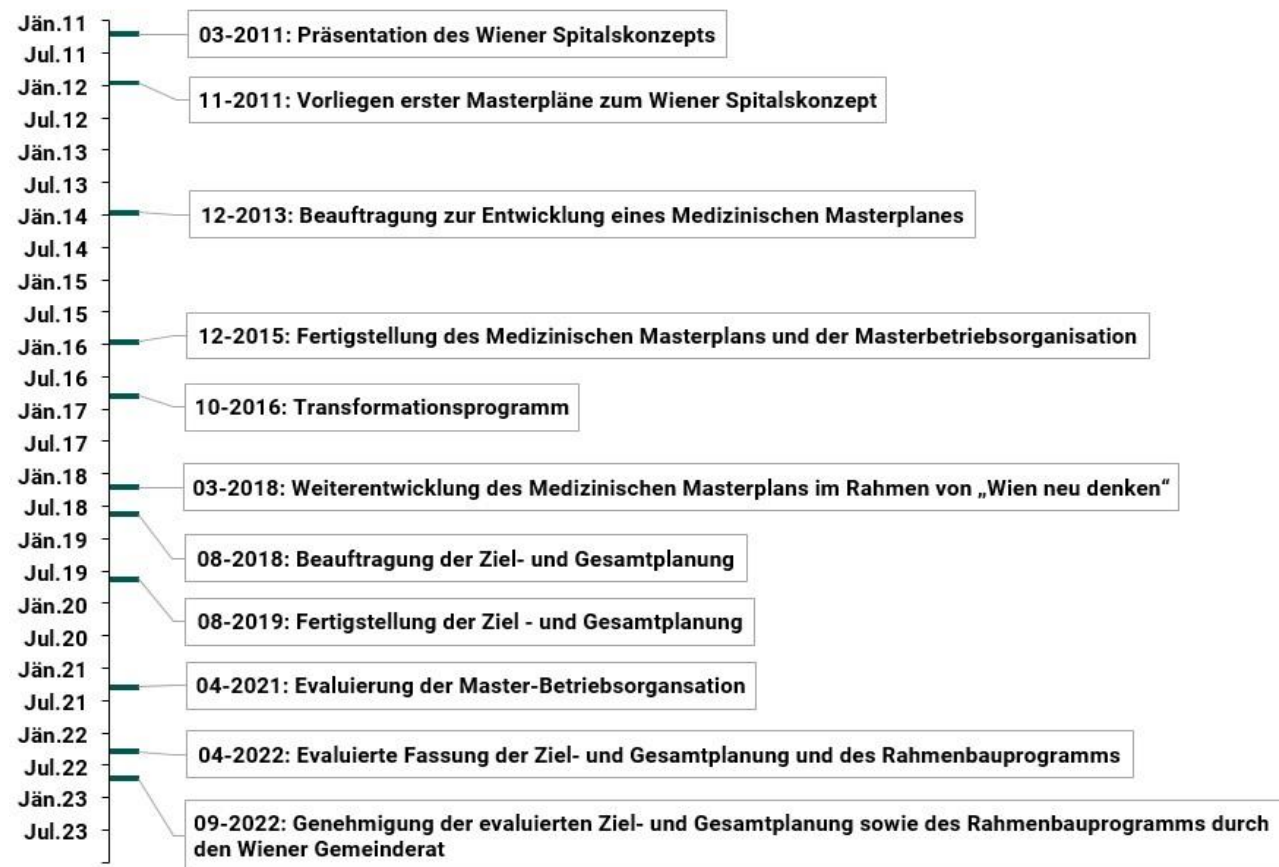 Jän.11
03-2011: Präsentation des Wiener Spitalskonzepts
Jul.11
Jän.12
11-2011: Vorliegen erster Masterpläne zum Wiener Spitalskonzept
Jul.12
Jän.13
Jul.13
Jän.14
12-2013: Beauftragung zur Entwicklung eines Medizinischen Masterplanes
Jul.14
Jän.15
Jul.15
12-2015: Fertigstellung des Medizinischen Masterplans und der Masterbetriebsorganisation
Jän.16
Jul.16
10-2016: Transformationsprogramm
Jän.17
Jul.17
Jän.18
03-2018: Weiterentwicklung des Medizinischen Masterplans im Rahmen von „Wien neu denken“
Jul.18
Jän.19
08-2018: Beauftragung der Ziel- und Gesamtplanung
Jul.19
Jän.20
08-2019: Fertigstellung der Ziel - und Gesamtplanung
Jul.20
Jän.21
04-2021: Evaluierung der Master-Betriebsorgansation
Jul.21
Jän.22
04-2022: Evaluierte Fassung der Ziel- und Gesamtplanung und des Rahmenbauprogramms
Jul.22
Jän.23
09-2022: Genehmigung der evaluierten Ziel- und Gesamtplanung sowie des Rahmenbauprogramms durch
Jul.23
den Wiener Gemeinderat